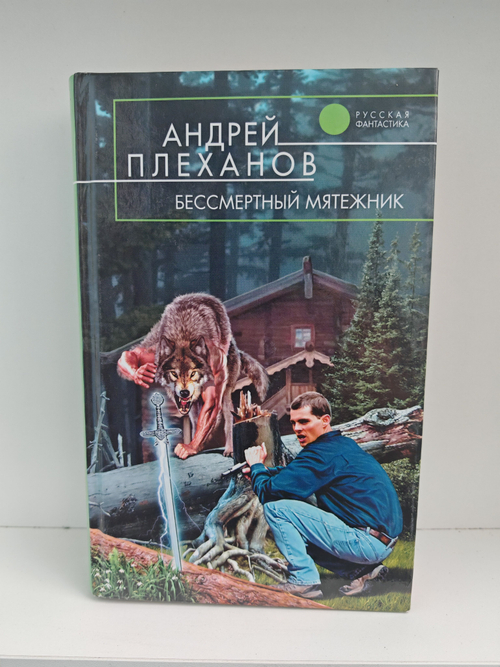 РУССКАЯ
ФАНТАСТИКА
АНДРЕЙ
ПЛЕХАНОВ
БЕССМЕРТНЫЙ МЯТЕЖНИК